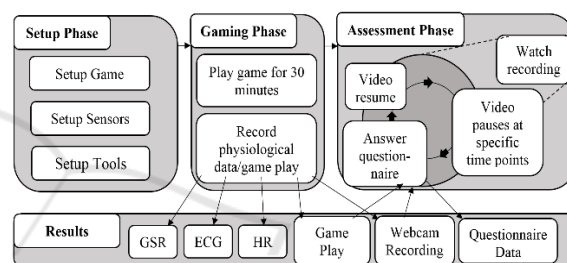 Setup Phase
Setup Game
Setup Sensors
Setup Tools
Gaming Phase
Play game for 30
minutes
Record
physiological
data/game play
Assessment Phase
Watch
recording
Video
resume
Video
pauses at
specific
time points
Answer
question-
naire
Results
GSR
ECG
HR
Game
Play
Webcam
Recording
Questionnaire
Data